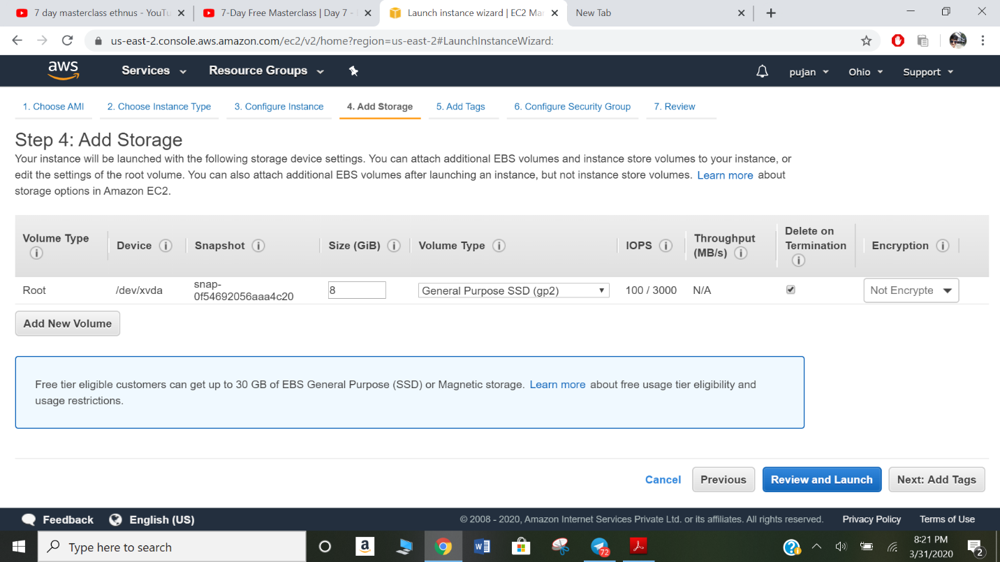 7 day masterclass ethnus - YouTu
7-Day Free Masterclass | Day 7 -
Launch instance wizard | EC2 Mar
New Tab
us-east-2.console.aws.amazon.com/ec2/v2/home?region=us-east-2#LaunchInstanceWizard:
aws
Services
Resource Groups
pujan
Ohio
Support
1. Choose AMI
2. Choose Instance Type
3. Configure Instance
4. Add Storage
5. Add Tags
6. Configure Security Group
7. Review
Step 4: Add Storage
Your instance will be launched with the following storage device settings. You can attach additional EBS volumes and instance store volumes to your instance, or
edit the settings of the root volume. You can also attach additional EBS volumes after launching an instance, but not instance store volumes. Learn more about
storage options in Amazon EC2.
Volume Type
Device
Snapshot
Size (GiB)
Volume Type
IOPS
Throughput
(MB/s)
Delete on
Termination
Encryption
Root
/dev/xvda
snap-
0f54692056aaa4c20
8
General Purpose SSD (gp2)
100 / 3000
N/A
Not Encrypte
Add New Volume
Free tier eligible customers can get up to 30 GB of EBS General Purpose (SSD) or Magnetic storage. Learn more about free usage tier eligibility and
usage restrictions.
Cancel
Previous
Review and Launch
Next: Add Tags
Feedback
English (US)
© 2008 - 2020, Amazon Internet Services Private Ltd. or its affiliates. All rights reserved.
Privacy Policy
Terms of Use
Type here to search
72
8:21 PM
3/31/2020
2